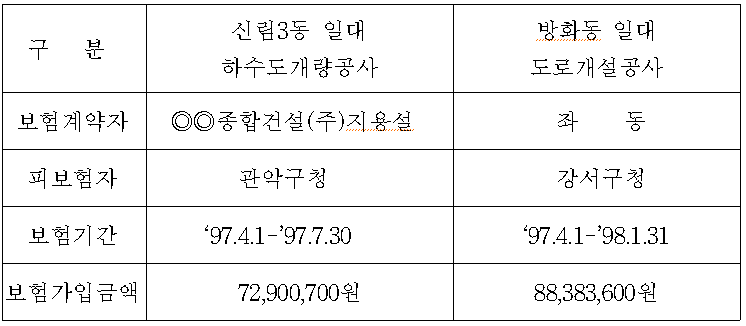 구 분
신림3동 일대
하수도개량공사
방화동 일대
도로개설공사
보험계약자
◎◎종합건설(주)지용설
좌 동
피보험자
관악구청
강서구청
보험기간
‘97.4.1-’97.7.30
‘97.4.1-’98.1.31
보험가입금액
72,900,700원
88,383,600원